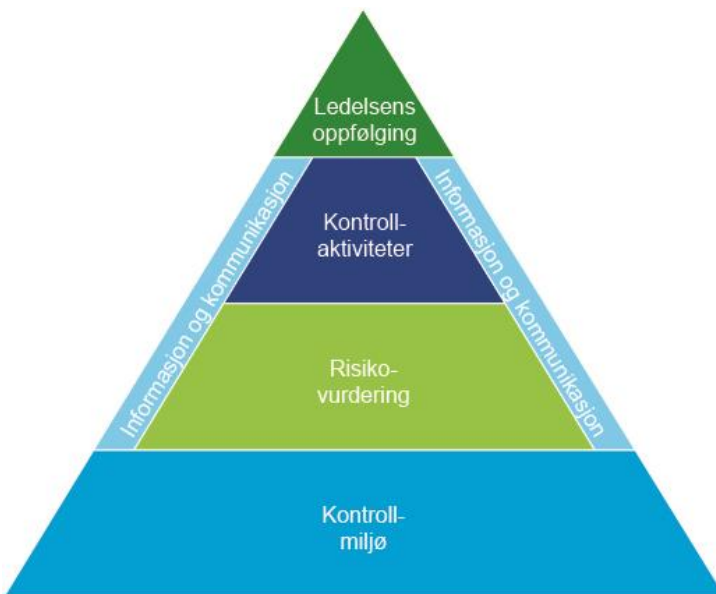 Ledelsens
oppfølging
Informasjon og kommunikasjon
Informasjon og kommunikasjon
Kontroll-
aktiviteter
Risiko-
vurdering
Kontroll-
miljø